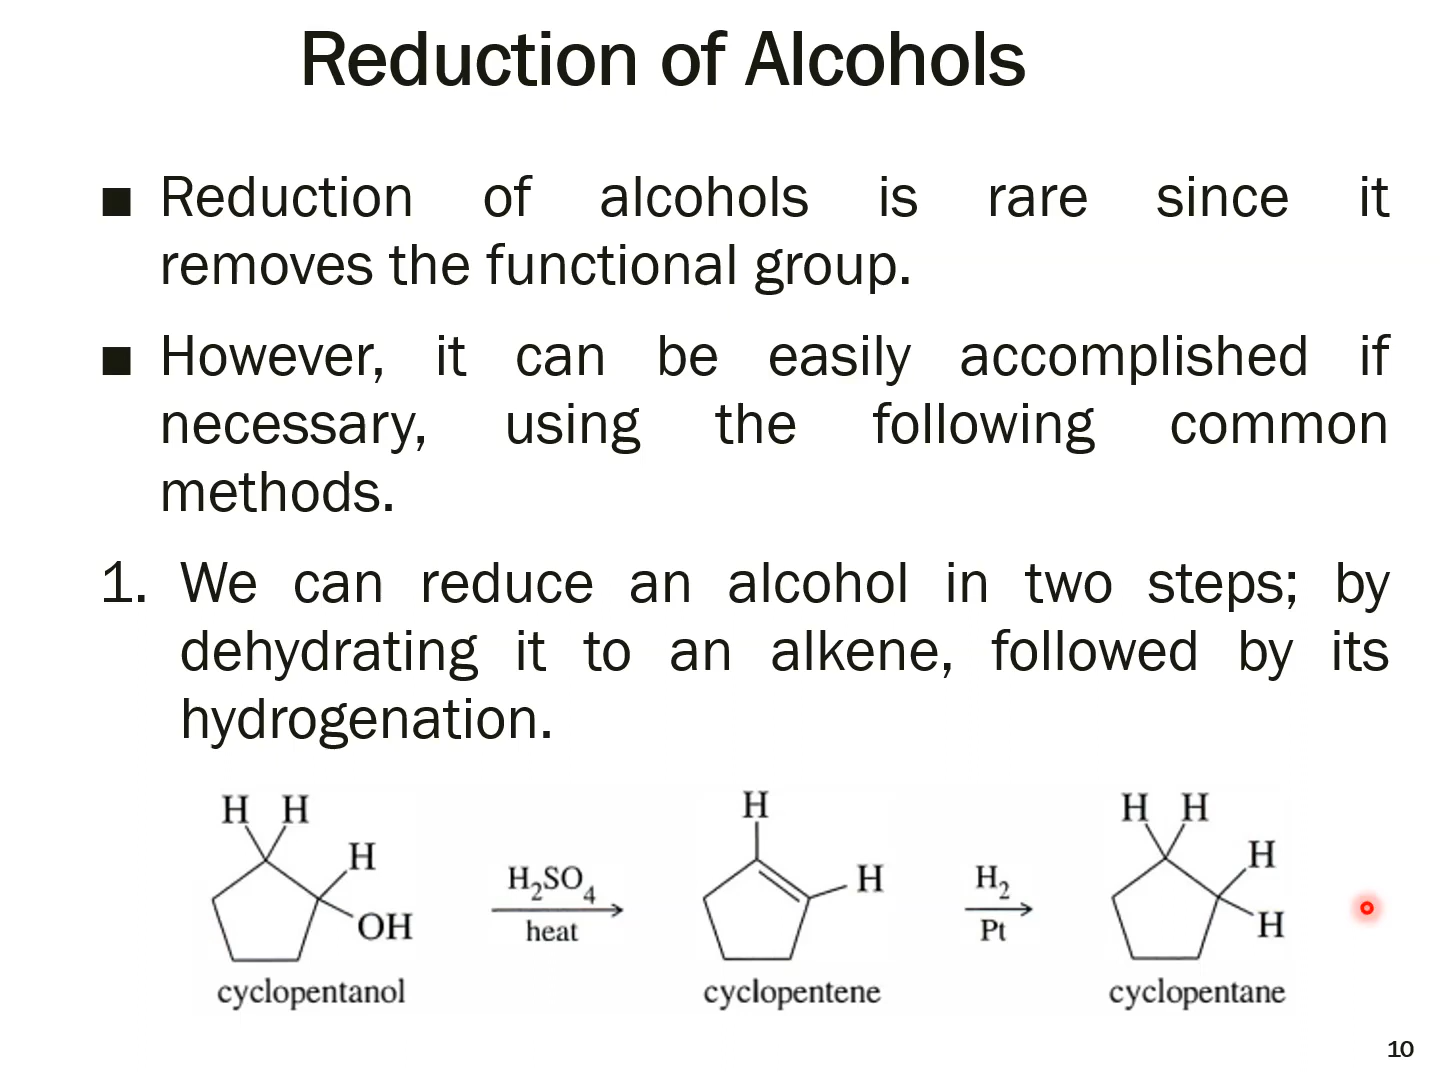 Reduction of Alcohols
■ Reduction of alcohols is rare since it
removes the functional group.
■ However, it can be easily accomplished if
necessary, using the following common
methods.
1. We can reduce an alcohol in two steps; by
dehydrating it to an alkene, followed by its
hydrogenation.
H H
H
OH
cyclopentanol
H₂SO₄
heat
H
H
cyclopentene
H₂
Pt
H H
H
H
cyclopentane
10